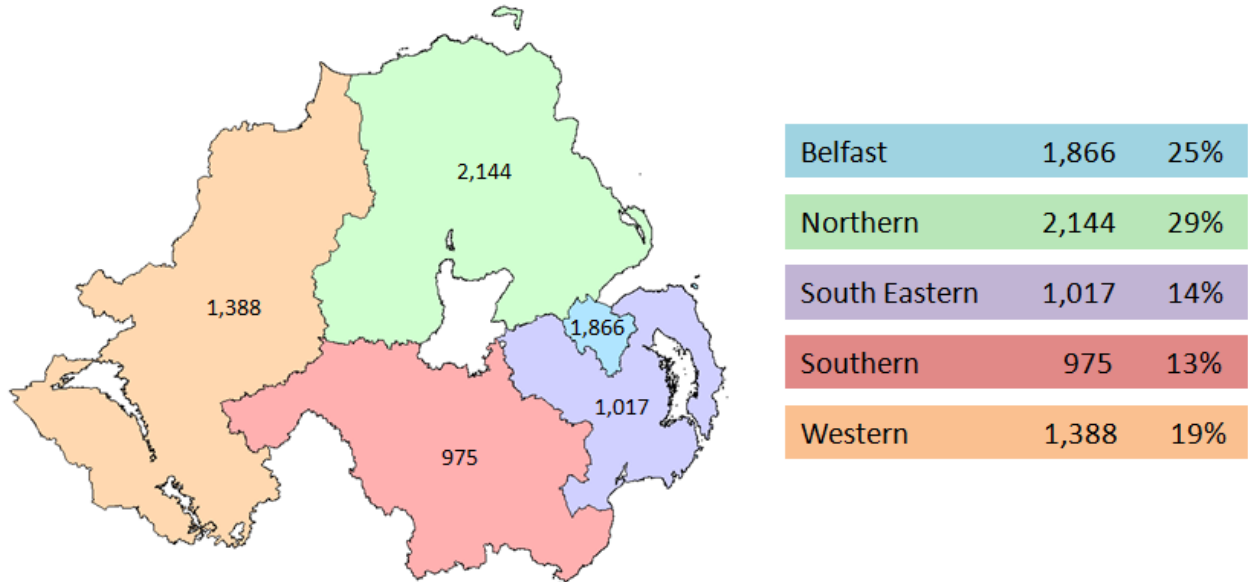 2,144
1,388
1,866
1,017
975
Belfast 1,866 25%
Northern 2,144 29%
South Eastern 1,017 14%
Southern 975 13%
Western 1,388 19%